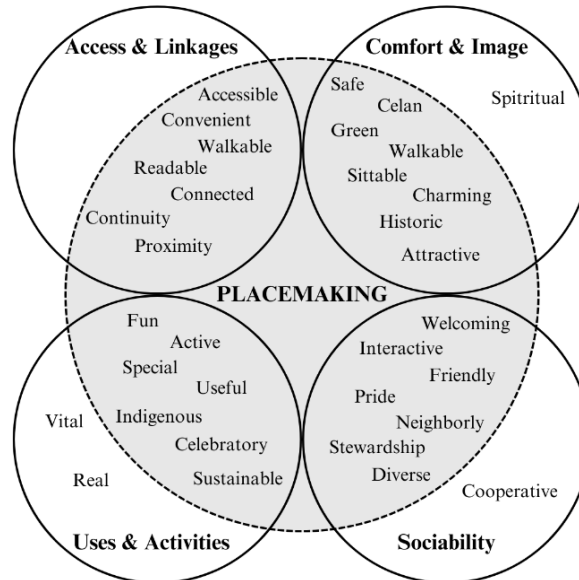 Access & Linkages
Accessible
Convenient
Walkable
Readable
Connected
Continuity
Proximity
Comfort & Image
Safe
Celan
Spitritual
Green
Walkable
Sittable
Charming
Historic
Attractive
PLACEMAKING
Fun
Active
Special
Useful
Vital
Indigenous
Celebratory
Real
Sustainable
Uses & Activities
Welcoming
Interactive
Friendly
Pride
Neighborly
Stewardship
Diverse
Cooperative
Sociability